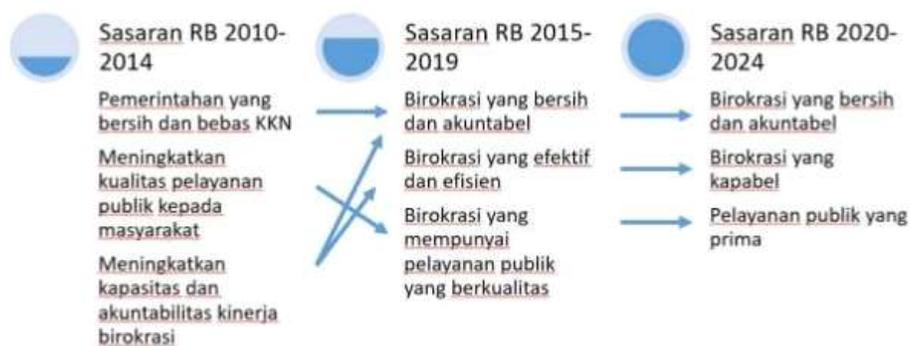 Sasaran RB 2010-
2014
Pemerintahan yang
bersih dan bebas KKN
Meningkatkan
kualitas pelayanan
publik kepada
masyarakat
Meningkatkan
kapasitas dan
akuntabilitas kinerja
birokrasi
Sasaran RB 2015-
2019
Birokrasi yang bersih
dan akuntabel
Birokrasi yang efektif
dan efisien
Birokrasi yang
mempunyai
pelayanan publik
yang berkualitas
Sasaran RB 2020-
2024
Birokrasi yang bersih
dan akuntabel
Birokrasi yang
kapabel
Pelayanan publik yang
prima